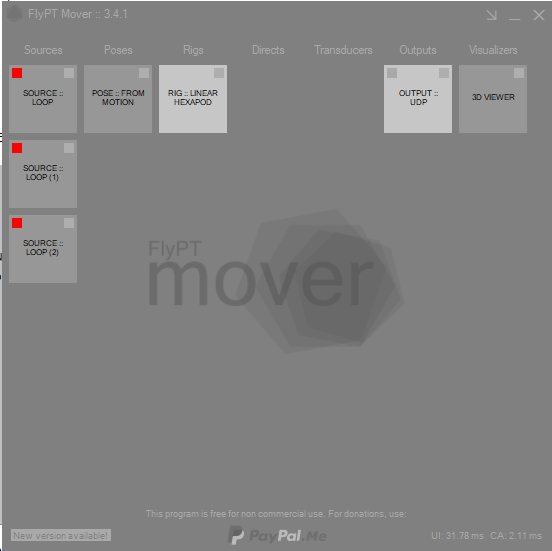 FlyPT Mover :: 3.4.1
Sources Poses Rigs Directs Transducers Outputs Visualizers
SOURCE ::
LOOP
POSE :: FROM
MOTION
RIG :: LINEAR
HEXAPOD
OUTPUT ::
UDP
3D VIEWER
SOURCE ::
LOOP (1)
SOURCE ::
LOOP (2)
FlyPT
mover
This program is free for non commercial use. For donations, use:
New version available!
PayPal.Me
UI: 31.78 ms CA: 2.11 ms